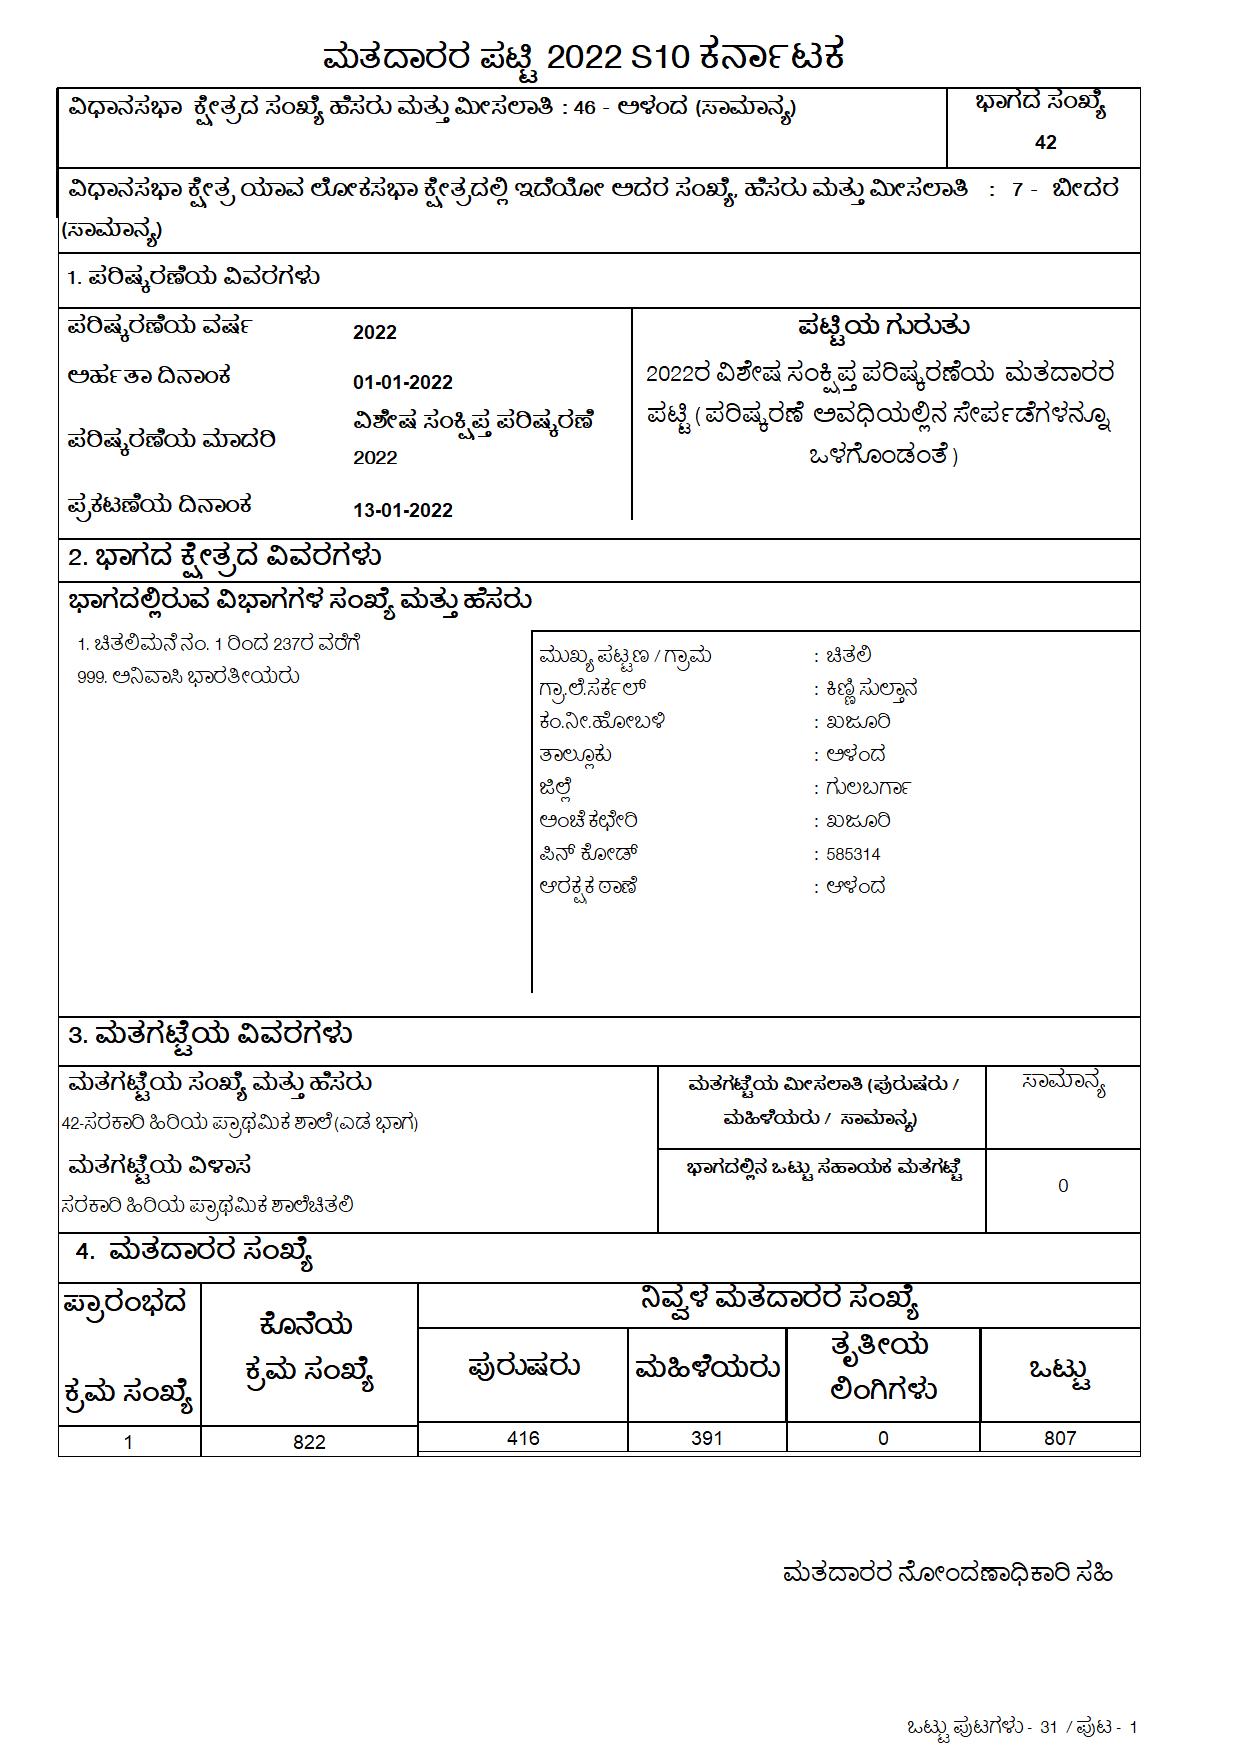 ಮತದಾರರ ಪಟ್ಟಿ 2022 S10 ಕರ್ನಾಟಕ
ವಿಧಾನಸಭಾ ಕ್ಷೇತ್ರದ ಸಂಖ್ಯೆ ಹೆಸರು ಮತ್ತು ಮೀಸಲಾತಿ : 46 - ಅಳಂದ (ಸಾಮಾನ್ಯ)
ಭಾಗದ ಸಂಖ್ಯೆ
42
ವಿಧಾನಸಭಾ ಕ್ಷೇತ್ರ ಯಾವ ಲೋಕಸಭಾ ಕ್ಷೇತ್ರದಲ್ಲಿ ಇದೆಯೋ ಅದರ ಸಂಖ್ಯೆ, ಹೆಸರು ಮತ್ತು ಮೀಸಲಾತಿ : 7 - ಬೀದರ
(ಸಾಮಾನ್ಯ)
1. ಪರಿಷ್ಕರಣೆಯ ವಿವರಗಳು
ಪರಿಷ್ಕರಣೆಯ ವರ್ಷ 2022
ಅರ್ಹತಾ ದಿನಾಂಕ 01-01-2022
ಪರಿಷ್ಕರಣೆಯ ಮಾದರಿ ವಿಶೇಷ ಸಂಕ್ಷಿಪ್ತ ಪರಿಷ್ಕರಣೆ
2022
ಪ್ರಕಟಣೆಯ ದಿನಾಂಕ 13-01-2022
ಪಟ್ಟಿಯ ಗುರುತು
2022ರ ವಿಶೇಷ ಸಂಕ್ಷಿಪ್ತ ಪರಿಷ್ಕರಣೆಯ ಮತದಾರರ
ಪಟ್ಟಿ ( ಪರಿಷ್ಕರಣೆ ಅವಧಿಯಲ್ಲಿನ ಸೇರ್ಪಡೆಗಳನ್ನೂ
ಒಳಗೊಂಡಂತೆ )
2. ಭಾಗದ ಕ್ಷೇತ್ರದ ವಿವರಗಳು
ಭಾಗದಲ್ಲಿರುವ ವಿಭಾಗಗಳ ಸಂಖ್ಯೆ ಮತ್ತು ಹೆಸರು
1. ಚಿತಲಿಮನೆ ನಂ. 1 ರಿಂದ 237ರ ವರೆಗೆ
999. ಅನಿವಾಸಿ ಭಾರತೀಯರು
ಮುಖ್ಯ ಪಟ್ಟಣ / ಗ್ರಾಮ : ಚಿತಲಿ
ಗ್ರಾ.ಲೆ.ಸರ್ಕಲ್ : ಕಿಣ್ಣಿಸುಲ್ತಾನ
ಕಂ.ನೀ.ಹೋಬಳಿ : ಖಜೂರಿ
ತಾಲ್ಲೂಕು : ಅಳಂದ
ಜಿಲ್ಲೆ : ಗುಲಬರ್ಗಾ
ಅಂಚೆ ಕಛೇರಿ : ಖಜೂರಿ
ಪಿನ್ ಕೋಡ್ : 585314
ಆರಕ್ಷಕ ಠಾಣೆ : ಆಳಂದ
3. ಮತಗಟ್ಟೆಯ ವಿವರಗಳು
ಮತಗಟ್ಟೆಯ ಸಂಖ್ಯೆ ಮತ್ತು ಹೆಸರು
42-ಸರಕಾರಿ ಹಿರಿಯ ಪ್ರಾಥಮಿಕ ಶಾಲೆ (ಎಡ ಭಾಗ)
ಮತಗಟ್ಟೆಯ ವಿಳಾಸ
ಸರಕಾರಿ ಹಿರಿಯ ಪ್ರಾಥಮಿಕ ಶಾಲೆಚಿತಲಿ
ಮತಗಟ್ಟೆಯ ಮೀಸಲಾತಿ (ಪುರುಷರು /
ಮಹಿಳೆಯರು / ಸಾಮಾನ್ಯ)
ಸಾಮಾನ್ಯ
ಭಾಗದಲ್ಲಿನ ಒಟ್ಟು ಸಹಾಯಕ ಮತಗಟ್ಟೆ
0
4. ಮತದಾರರ ಸಂಖ್ಯೆ
ಪ್ರಾರಂಭದ
ಕ್ರಮ ಸಂಖ್ಯೆ
ಕೊನೆಯ
ಕ್ರಮ ಸಂಖ್ಯೆ
ನಿವ್ವಳ ಮತದಾರರ ಸಂಖ್ಯೆ
ಪುರುಷರು
ಮಹಿಳೆಯರು
ತೃತೀಯ
ಲಿಂಗಿಗಳು
ಒಟ್ಟು
1 822 416 391 0 807
ಮತದಾರರ ನೋಂದಣಾಧಿಕಾರಿ ಸಹಿ
ಒಟ್ಟು ಪುಟಗಳು - 31 / ಪುಟ - 1